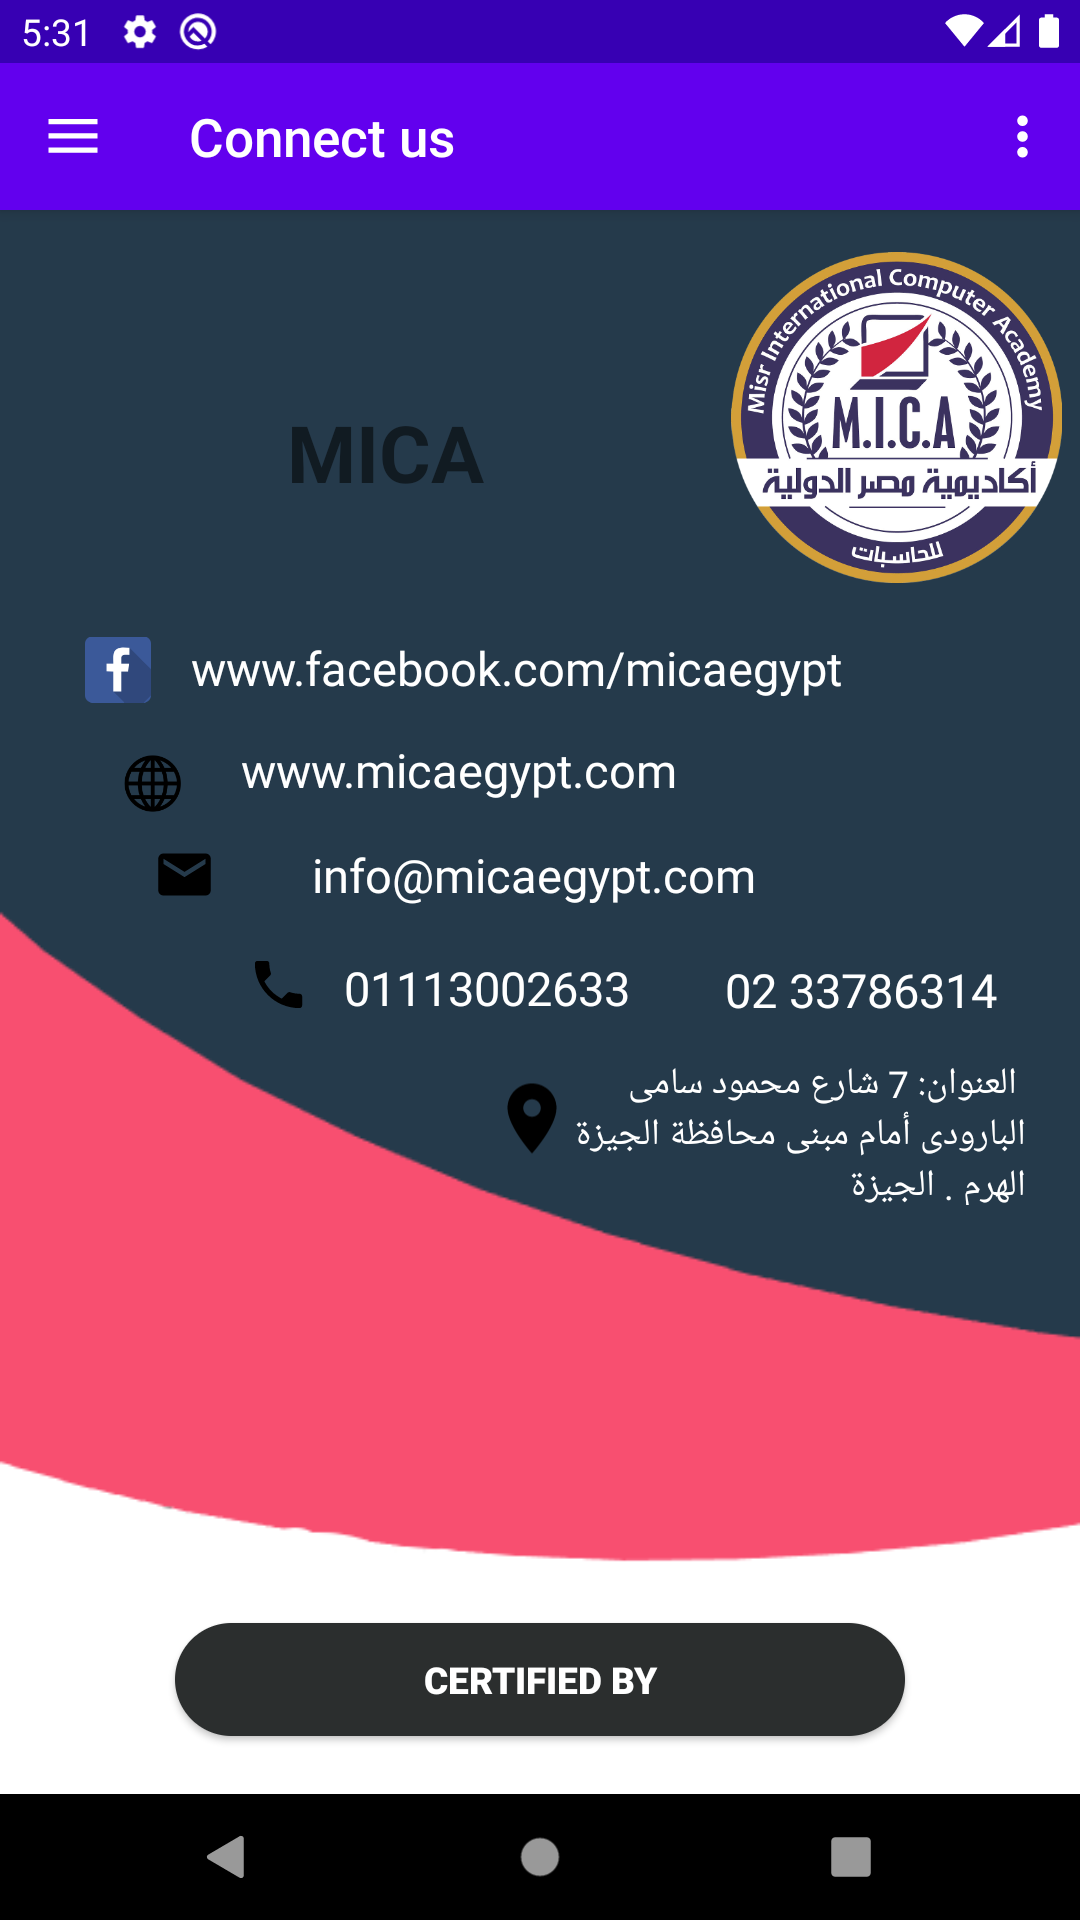 5:31
Connect us
Misr International Computer Academy
M.I.C.A
أكاديمية مصر الدولية
للحاسبات
MICA
www.facebook.com/micaegypt
www.micaegypt.com
info@micaegypt.com
01113002633
02 33786314
العنوان: 7 شارع محمود سامى
البارودى أمام مبنى محافظة الجيزة
الهرم . الجيزة
CERTIFIED BY